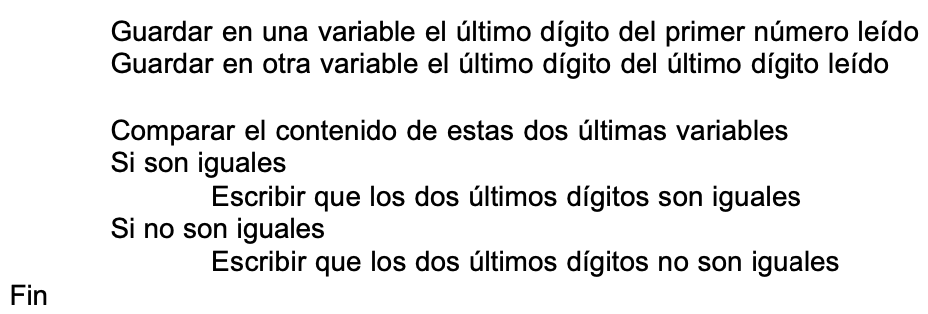 Guardar en una variable el último dígito del primer número leído
Guardar en otra variable el último dígito del último dígito leído
Comparar el contenido de estas dos últimas variables
Si son iguales
Escribir que los dos últimos dígitos son iguales
Si no son iguales
Escribir que los dos últimos dígitos no son iguales
Fin